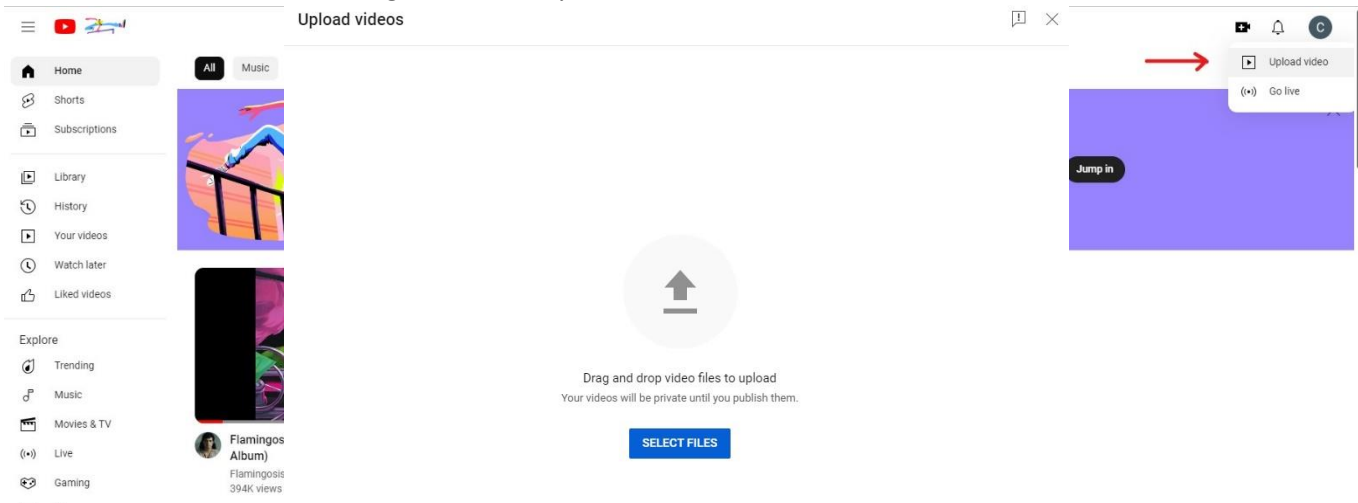 Upload videos
C
Home
Shorts
Subscriptions
Library
History
Your videos
Watch later
Liked videos
Explore
Trending
Music
Movies & TV
Live
Gaming
All Music
Flamingos
Album)
Flamingosis
394K views
Drag and drop video files to upload
Your videos will be private until you publish them.
SELECT FILES
Upload video
Go live
Jump in